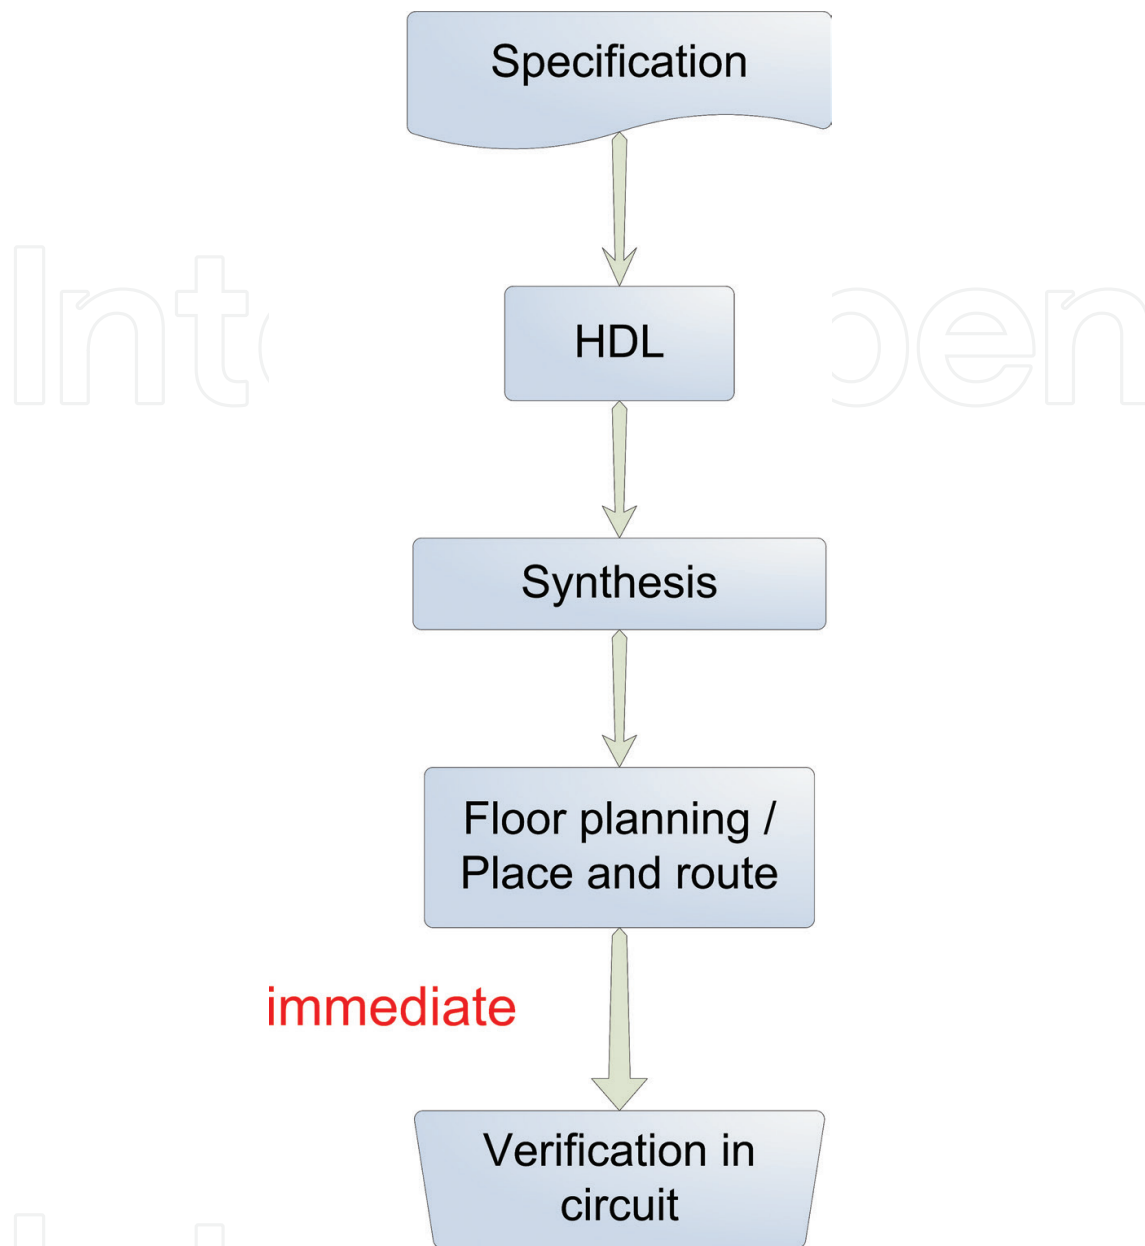 Specification
HDL
Synthesis
Floor planning /
Place and route
immediate
Verification in
circuit